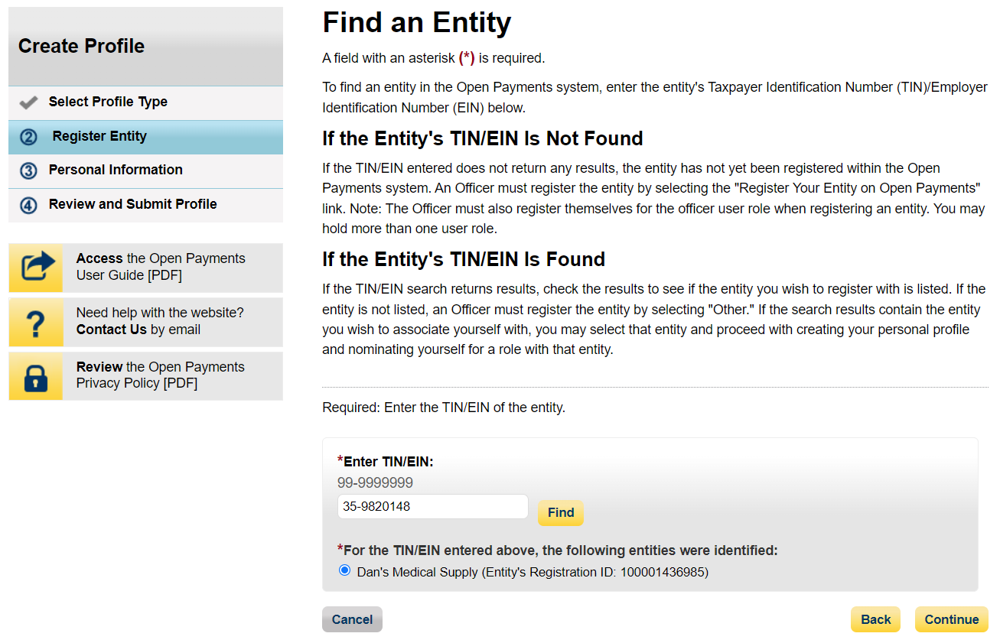 Create Profile
Select Profile Type
2 Register Entity
3 Personal Information
4 Review and Submit Profile
Access the Open Payments
User Guide [PDF]
? Need help with the website?
Contact Us by email
Review the Open Payments
Privacy Policy [PDF]
Find an Entity
A field with an asterisk (*) is required.
To find an entity in the Open Payments system, enter the entity's Taxpayer Identification Number (TIN)/Employer
Identification Number (EIN) below.
If the Entity's TIN/EIN Is Not Found
If the TIN/EIN entered does not return any results, the entity has not yet been registered within the Open
Payments system. An Officer must register the entity by selecting the "Register Your Entity on Open Payments"
link. Note: The Officer must also register themselves for the officer user role when registering an entity. You may
hold more than one user role.
If the Entity's TIN/EIN Is Found
If the TIN/EIN search returns results, check the results to see if the entity you wish to register with is listed. If the
entity is not listed, an Officer must register the entity by selecting "Other." If the search results contain the entity
you wish to associate yourself with, you may select that entity and proceed with creating your personal profile
and nominating yourself for a role with that entity.
Required: Enter the TIN/EIN of the entity.
*Enter TIN/EIN:
99-9999999
35-9820148
Find
*For the TIN/EIN entered above, the following entities were identified:
Dan's Medical Supply (Entity's Registration ID: 100001436985)
Cancel
Back
Continue